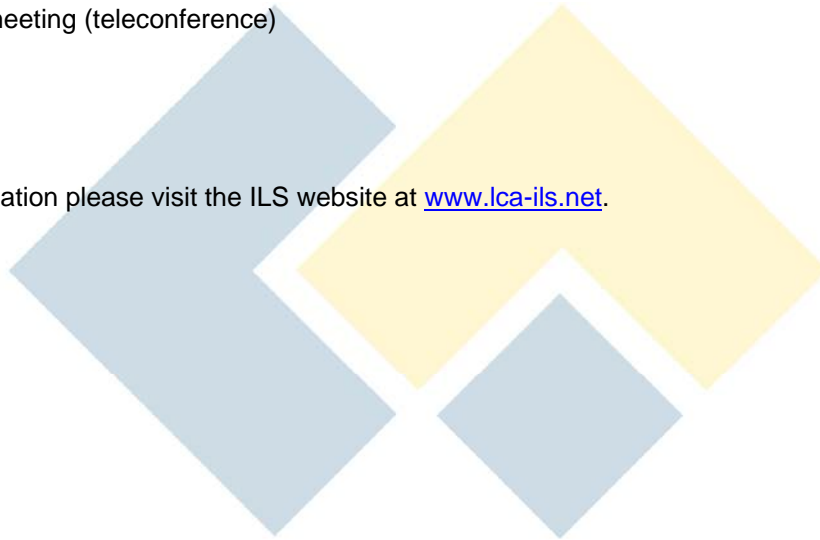 neeting (teleconference)
ation please visit the ILS website at www.lca-ils.net.